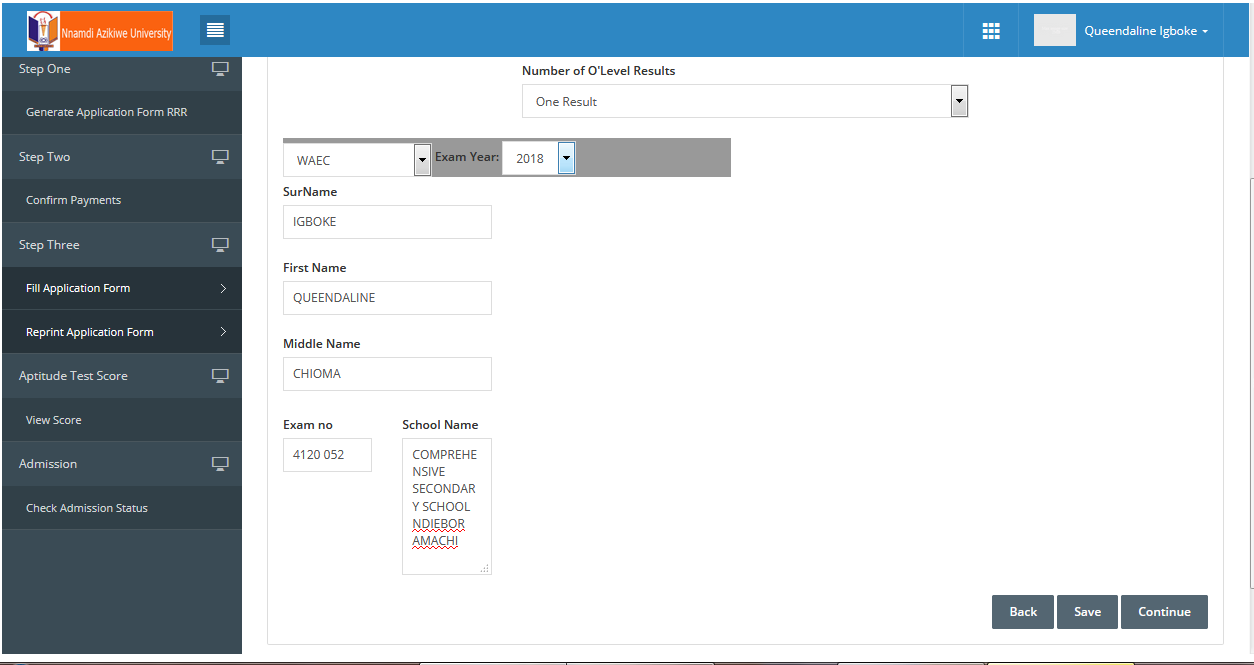 Nnamdi Azikiwe University
Queendaline Igboke
Step One
Generate Application Form RRR
Step Two
Confirm Payments
Step Three
Fill Application Form
Reprint Application Form
Aptitude Test Score
View Score
Admission
Check Admission Status
Number of O'Level Results
One Result
WAEC
Exam Year:
2018
SurName
IGBOKE
First Name
QUEENDALINE
Middle Name
CHIOMA
Exam no
4120 052
School Name
COMPREHE
NSIVE
SECONDAR
Y SCHOOL
NDIEBOR
AMACHI
Back
Save
Continue